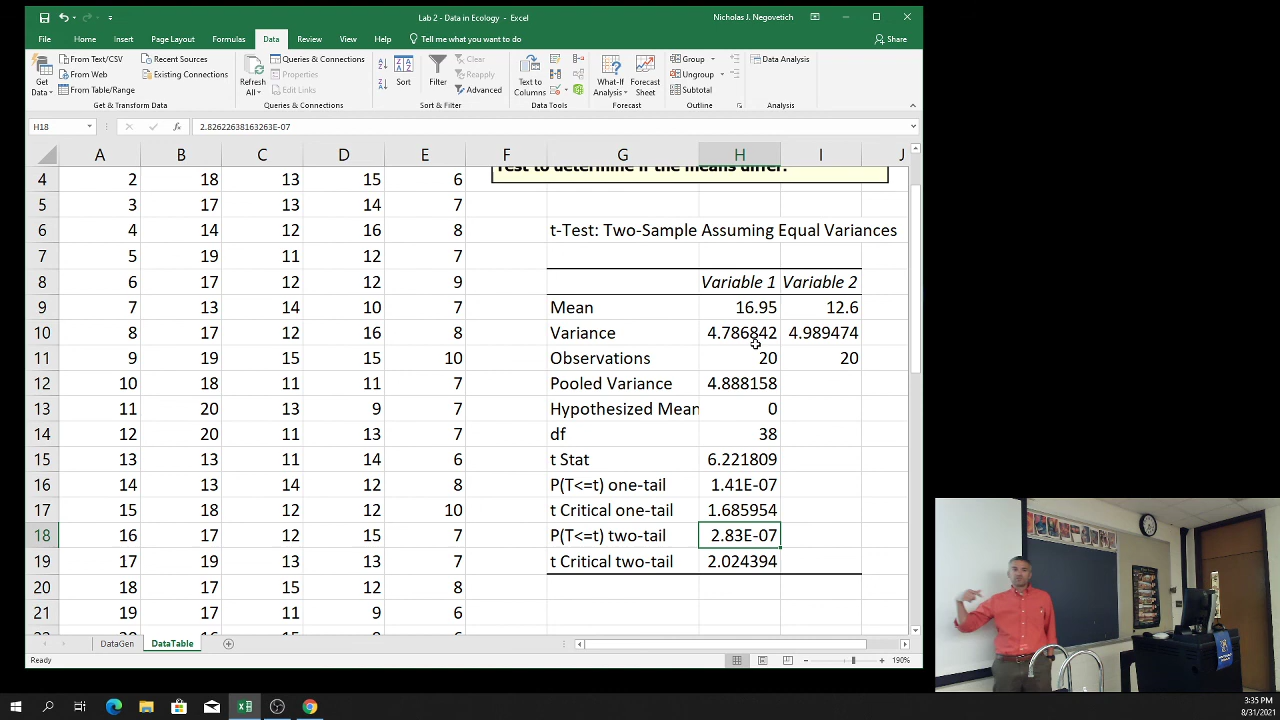 Lab 2 - Data in Ecology - Excel
Nicholas J. Negovetich
File Home Insert Page Layout Formulas Data Review View Help Tell me what you want to do Share
Get Data
From Text/CSV
From Web
From Table/Range
Recent Sources
Existing Connections
Get & Transform Data
Refresh All
Queries & Connections
Properties
Edit Links
Queries & Connections
Sort
Filter
Clear
Reapply
Advanced
Sort & Filter
Text to Columns
Data Tools
What-If Analysis
Forecast Sheet
Forecast
Group
Ungroup
Subtotal
Outline
Data Analysis
Analysis
H18 fx 2.82622638163263E-07
A B C D E F G H I J
Test to determine if the means differ.
4 2 18 13 15 6
5 3 17 13 14 7
6 4 14 12 16 8 t-Test: Two-Sample Assuming Equal Variances
7 5 19 11 12 7
8 6 17 12 12 9 Variable 1 Variable 2
9 7 13 14 10 7 Mean 16.95 12.6
10 8 17 12 16 8 Variance 4.786842 4.989474
11 9 19 15 15 10 Observations 20 20
12 10 18 11 11 7 Pooled Variance 4.888158
13 11 20 13 9 7 Hypothesized Mean 0
14 12 20 11 13 7 df 38
15 13 13 11 14 6 t Stat 6.221809
16 14 13 14 12 8 P(T<=t) one-tail 1.41E-07
17 15 18 12 12 10 t Critical one-tail 1.685954
18 16 17 12 15 7 P(T<=t) two-tail 2.83E-07
19 17 19 13 13 7 t Critical two-tail 2.024394
20 18 17 15 12 8
21 19 17 11 9 6
DataGen DataTable
Ready 190%
3:35 PM
8/31/2021